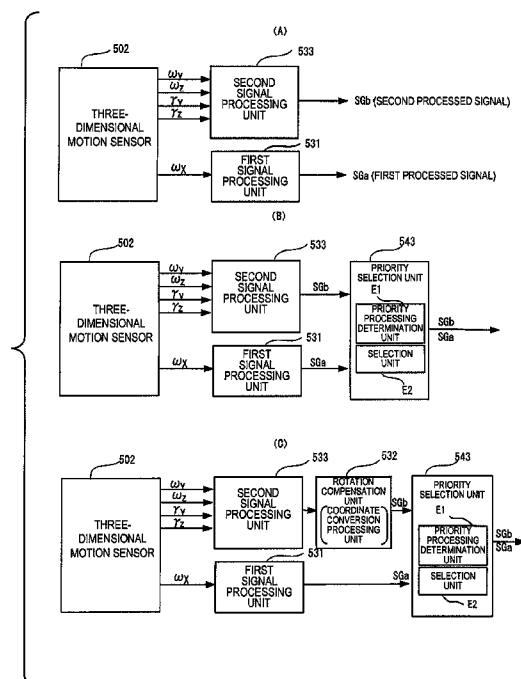 (A)
502
533
ωy
ωz
γy
γz
THREE-
DIMENSIONAL
MOTION SENSOR
SECOND
SIGNAL
PROCESSING
UNIT
SGb (SECOND PROCESSED SIGNAL)
531
ωX
FIRST
SIGNAL
PROCESSING
UNIT
SGa (FIRST PROCESSED SIGNAL)
(B)
502
533
543
ωy
ωz
γy
γz
THREE-
DIMENSIONAL
MOTION SENSOR
SECOND
SIGNAL
PROCESSING
UNIT
SGb
PRIORITY
SELECTION UNIT
E1
PRIORITY
PROCESSING
DETERMINATION
UNIT
SGb
SGa
531
ωX
FIRST
SIGNAL
PROCESSING
UNIT
SGa
SELECTION
UNIT
E2
(C)
502
533
532
543
ωy
ωz
γy
γz
THREE-
DIMENSIONAL
MOTION SENSOR
SECOND
SIGNAL
PROCESSING
UNIT
ROTATION
COMPENSATION
UNIT
(COORDINATE
CONVERSION
PROCESSING
UNIT)
SGb
PRIORITY
SELECTION UNIT
E1
PRIORITY
PROCESSING
DETERMINATION
UNIT
SGb
SGa
531
ωX
FIRST
SIGNAL
PROCESSING
UNIT
SGa
SELECTION
UNIT
E2